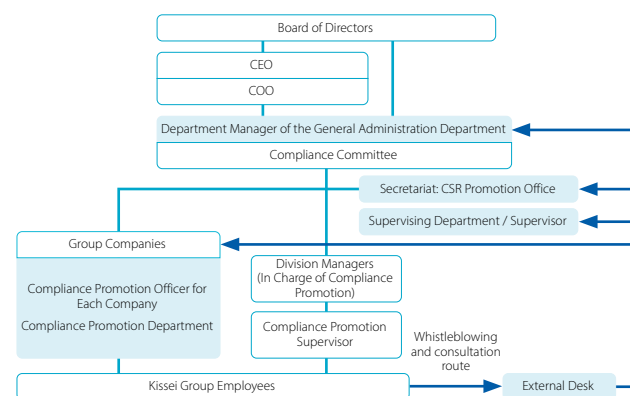 Board of Directors
CEO
COO
Department Manager of the General Administration Department
Compliance Committee
Secretariat: CSR Promotion Office
Supervising Department / Supervisor
Group Companies
Compliance Promotion Officer for
Each Company
Compliance Promotion Department
Division Managers
(In Charge of Compliance
Promotion)
Compliance Promotion
Supervisor
Whistleblowing
and consultation
route
Kissei Group Employees
External Desk